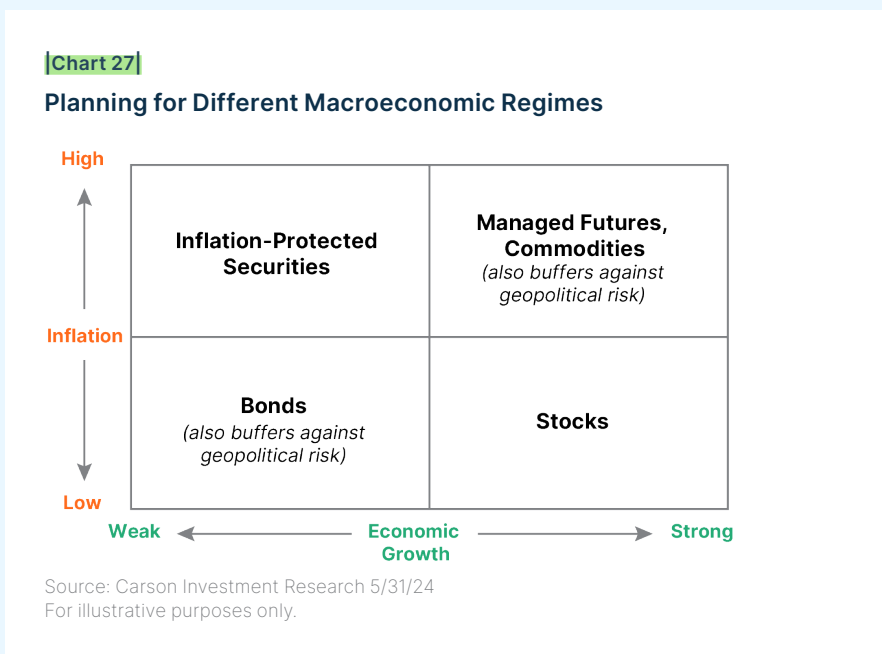 |Chart 27|
Planning for Different Macroeconomic Regimes
High
Inflation-Protected
Securities
Managed Futures,
Commodities
(also buffers against
geopolitical risk)
Inflation
Bonds
(also buffers against
geopolitical risk)
Stocks
Low
Weak
Economic
Growth
Strong
Source: Carson Investment Research 5/31/24
For illustrative purposes only.